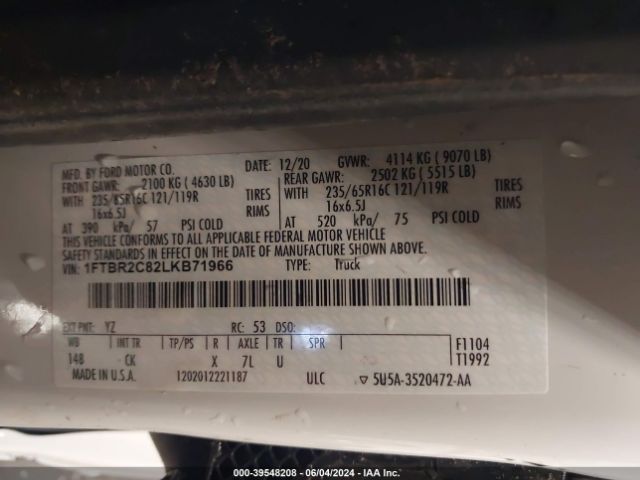 MFD. BY FORD MOTOR CO. DATE: 12/20 GVWR: 4114 KG ( 9070 LB)
FRONT GAWR: 2100 KG ( 4630 LB) REAR GAWR: 2502 KG ( 5515 LB)
WITH 235/65R16C 121/119R TIRES WITH 235/65R16C 121/119R TIRES
16x6.5J RIMS 16x6.5J RIMS
AT 390 kPa/ 57 PSI COLD AT 520 kPa/ 75 PSI COLD
THIS VEHICLE CONFORMS TO ALL APPLICABLE FEDERAL MOTOR VEHICLE
SAFETY STANDARDS IN EFFECT ON THE DATE OF MANUFACTURE SHOWN ABOVE.
VIN: 1FTBR2C82LKB71966 TYPE: Truck
EXT PNT: YZ RC: 53 DSO:
WB INT TR TP/PS R AXLE TR SPR F1104
148 CK X 7L U T1992
MADE IN U.S.A. 1202012221187 ULC ▽ 5U5A-3520472-AA
000-39548208 - 06/04/2024 - IAA Inc.